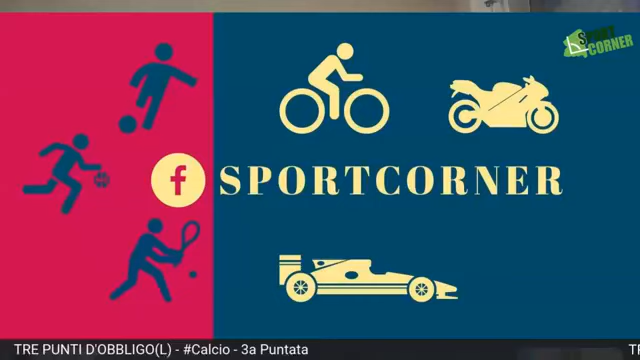 SPORT
CORNER
f SPORTCORNER
TRE PUNTI D'OBBLIGO(L) - #Calcio - 3a Puntata